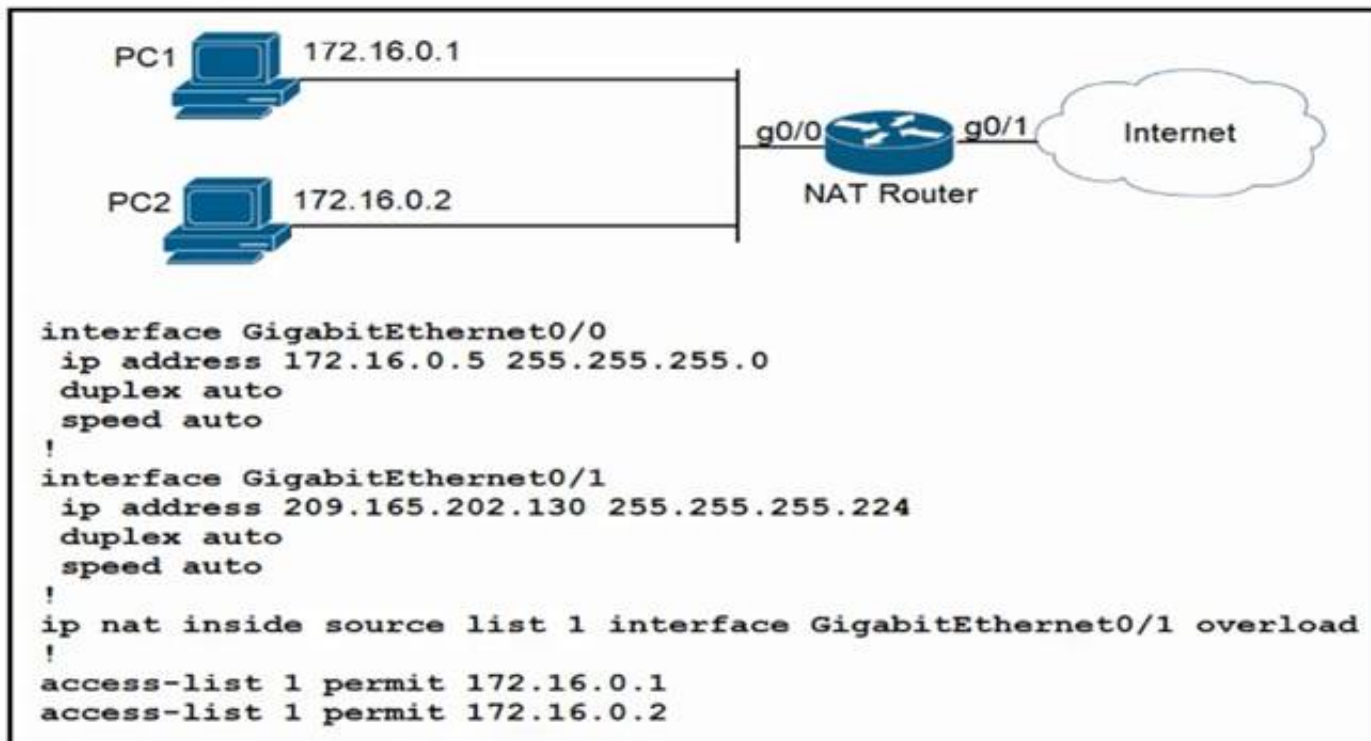 PC1 172.16.0.1
g0/0 g0/1 Internet
NAT Router
PC2 172.16.0.2
interface GigabitEthernet0/0
ip address 172.16.0.5 255.255.255.0
duplex auto
speed auto
!
interface GigabitEthernet0/1
ip address 209.165.202.130 255.255.255.224
duplex auto
speed auto
!
ip nat inside source list 1 interface GigabitEthernet0/1 overload
!
access-list 1 permit 172.16.0.1
access-list 1 permit 172.16.0.2